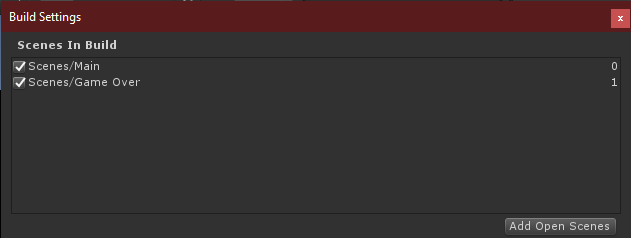 Build Settings
x
Scenes In Build
Scenes/Main 0
Scenes/Game Over 1
Add Open Scenes